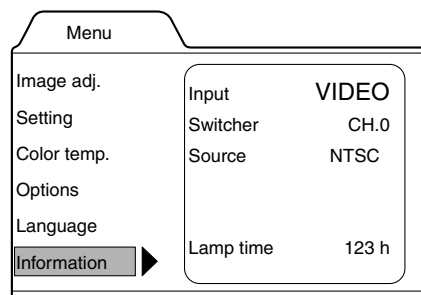 Menu
Image adj.
Setting
Color temp.
Options
Language
Information
Input VIDEO
Switcher CH.0
Source NTSC
Lamp time 123 h